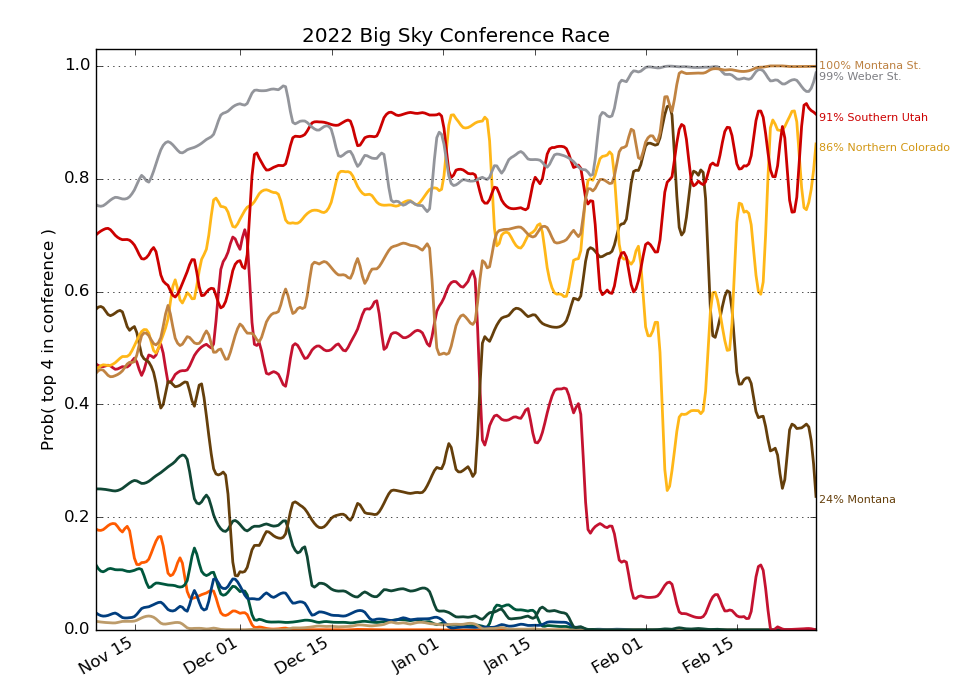 2022 Big Sky Conference Race
Prob( top 4 in conference )
1.0
0.8
0.6
0.4
0.2
0.0
Nov 15
Dec 01
Dec 15
Jan 01
Jan 15
Feb 01
Feb 15
100% Montana St.
99% Weber St.
91% Southern Utah
86% Northern Colorado
24% Montana